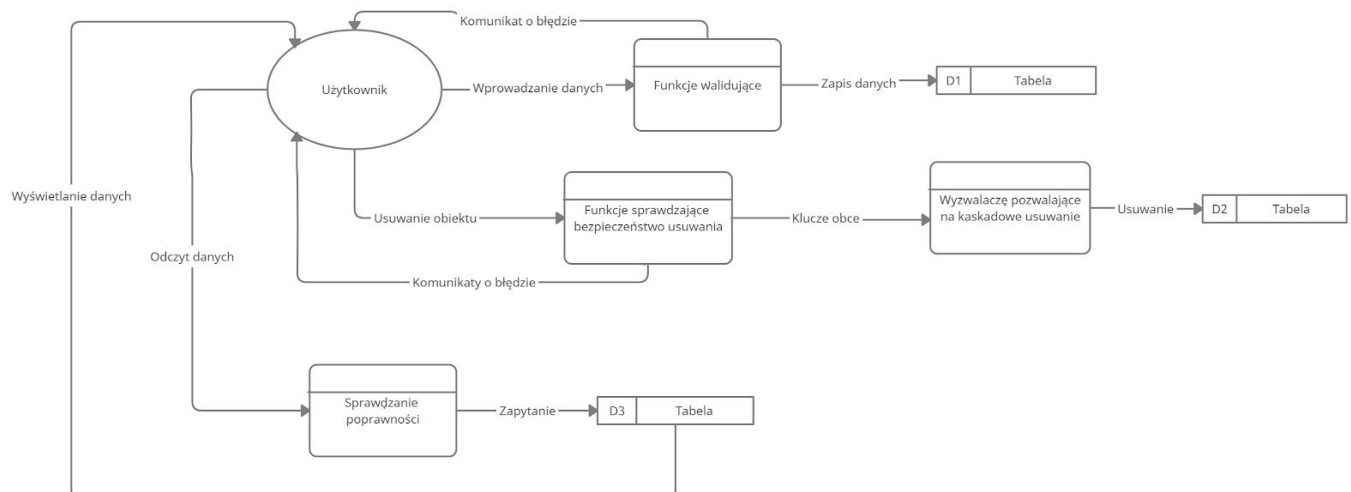 Komunikat o błędzie
Użytkownik
Wprowadzanie danych
Funkcje walidujące
Zapis danych
D1
Tabela
Wyświetlanie danych
Usuwanie obiektu
Funkcje sprawdzające
bezpieczeństwo usuwania
Klucze obce
Wyzwalaczę pozwalające
na kaskadowe usuwanie
Usuwanie
D2
Tabela
Odczyt danych
Komunikaty o błędzie
Sprawdzanie
poprawności
Zapytanie
D3
Tabela